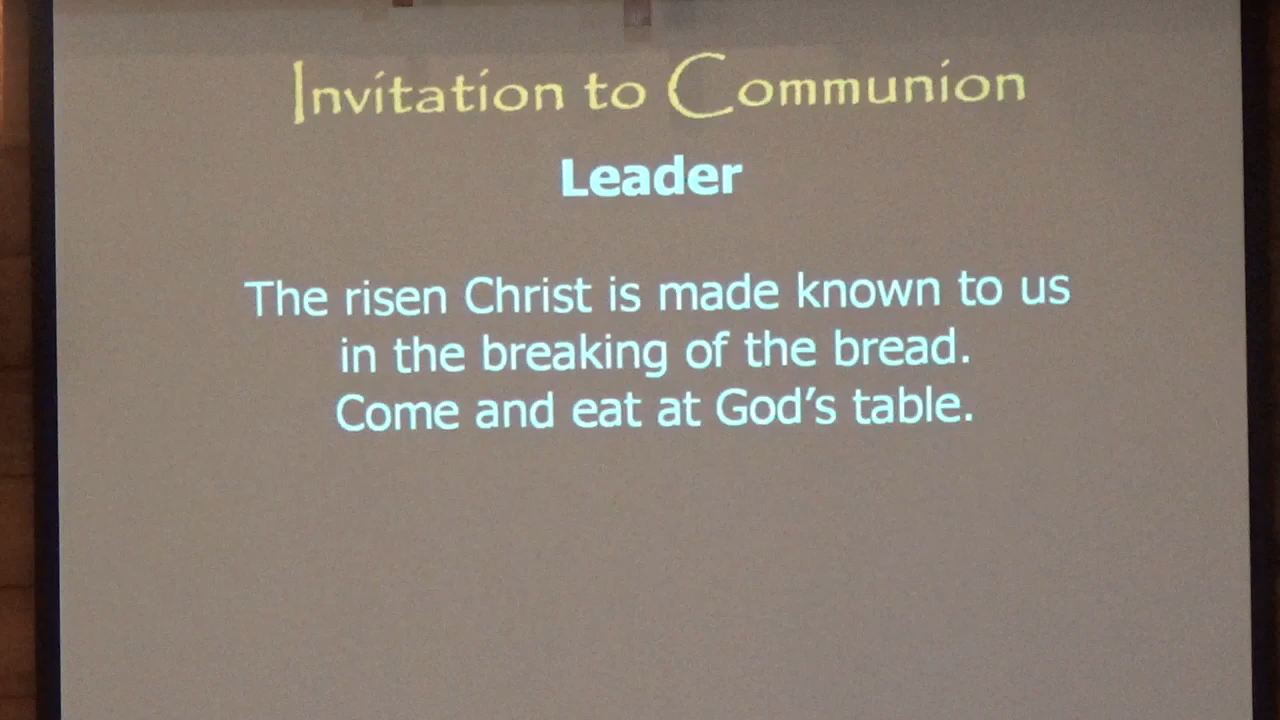 Invitation to Communion
Leader
The risen Christ is made known to us
in the breaking of the bread.
Come and eat at God’s table.